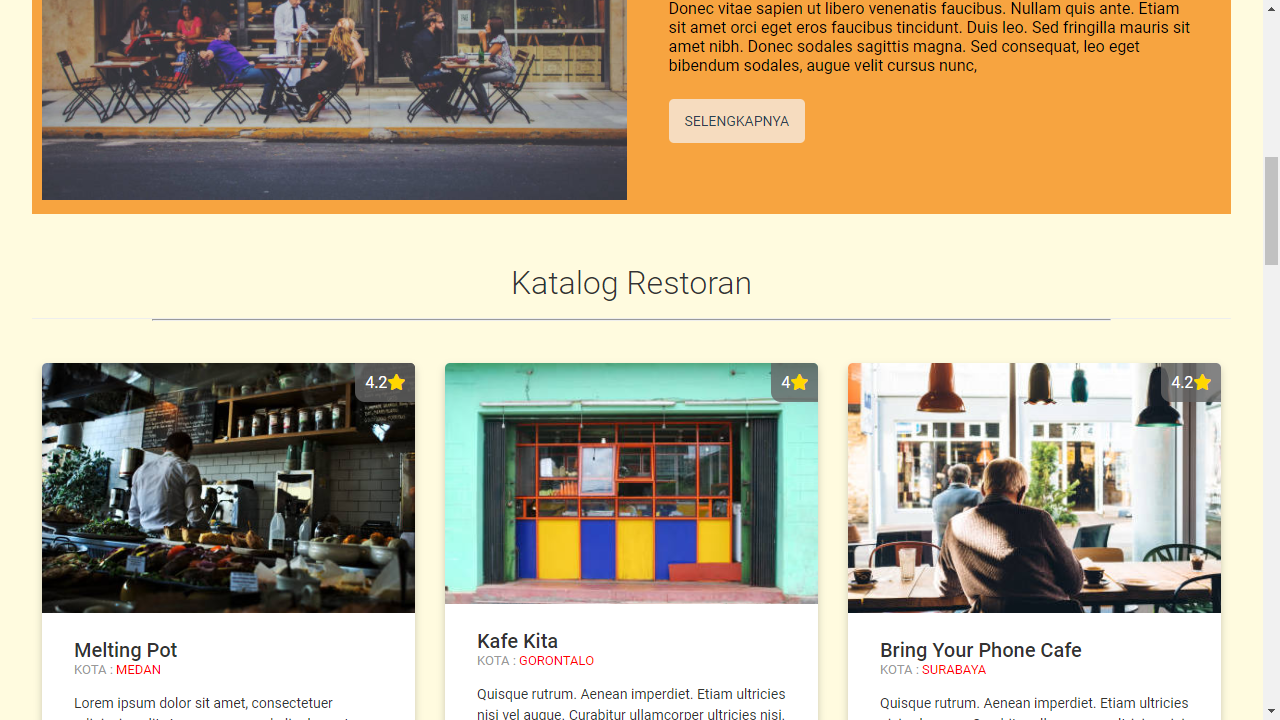 Donec vitae sapien ut libero venenatis faucibus. Nullam quis ante. Etiam
sit amet orci eget eros faucibus tincidunt. Duis leo. Sed fringilla mauris sit
amet nibh. Donec sodales sagittis magna. Sed consequat, leo eget
bibendum sodales, augue velit cursus nunc,
SELENGKAPNYA
Katalog Restoran
4.2
4
4.2
Melting Pot
KOTA : MEDAN
Lorem ipsum dolor sit amet, consectetuer
Kafe Kita
KOTA : GORONTALO
Quisque rutrum. Aenean imperdiet. Etiam ultricies
nisi vel augue. Curabitur ullamcorper ultricies nisi.
Bring Your Phone Cafe
KOTA : SURABAYA
Quisque rutrum. Aenean imperdiet. Etiam ultricies